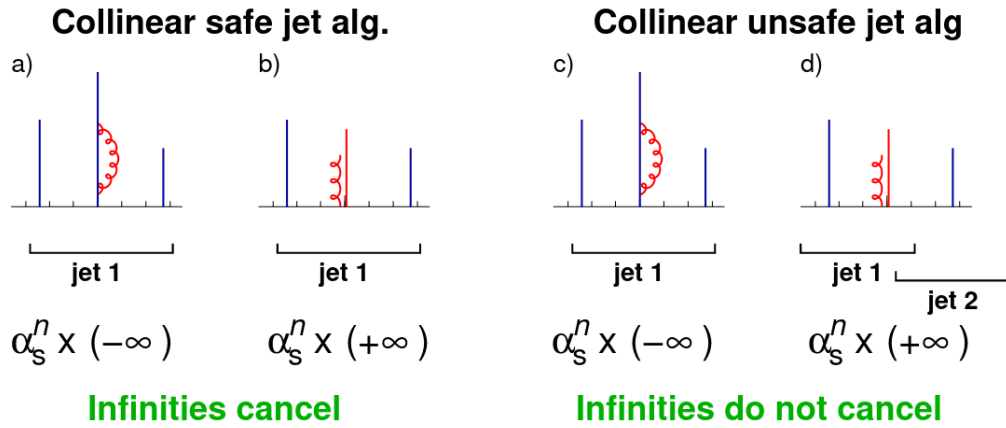 Collinear safe jet alg.
Collinear unsafe jet alg
a)
b)
c)
d)
jet 1
jet 1
jet 1
jet 1
jet 2
αₛⁿ x (−∞)
αₛⁿ x (+∞)
αₛⁿ x (−∞)
αₛⁿ x (+∞)
Infinities cancel
Infinities do not cancel